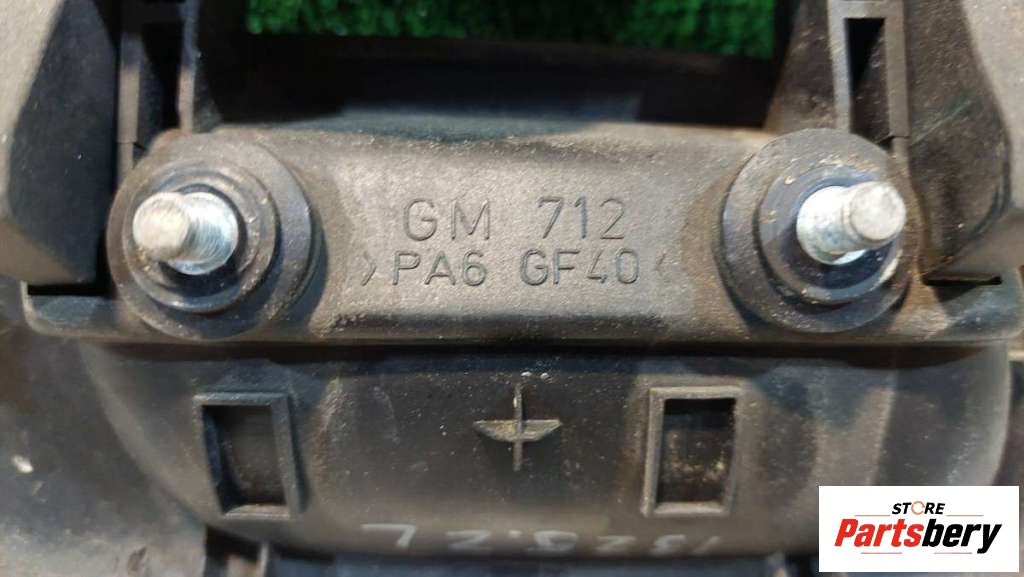 GM 712
>PA6 GF40<
STORE
Partsbery